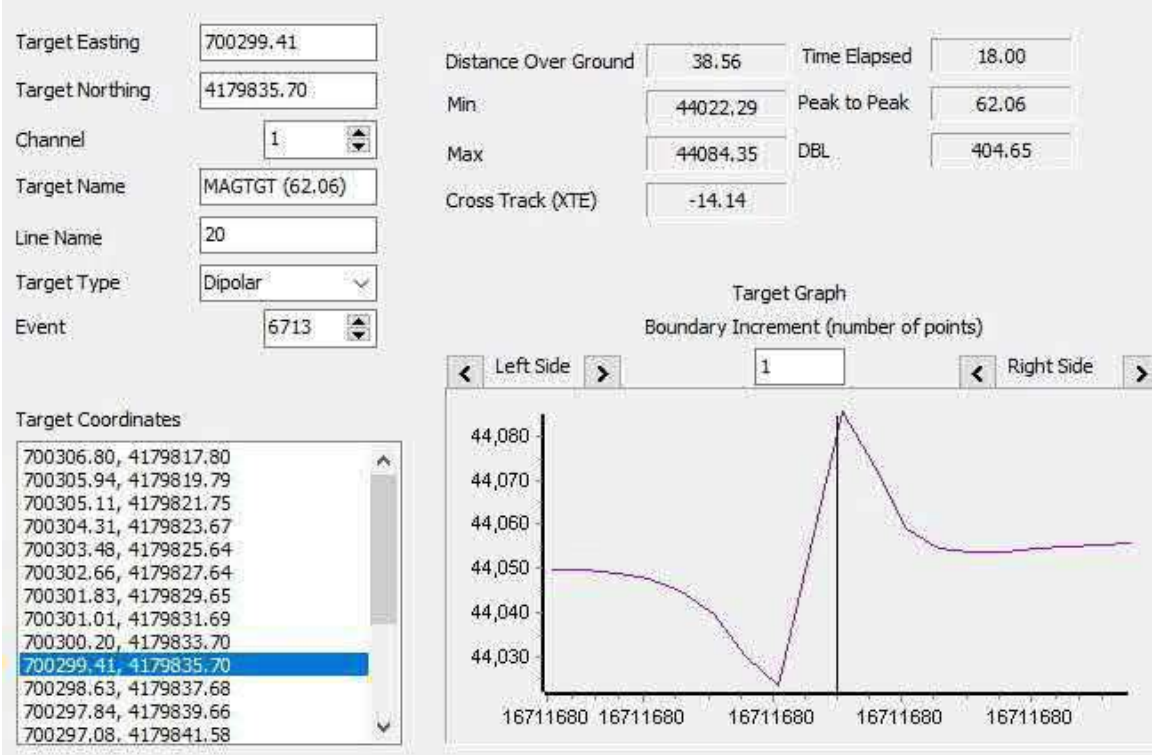 Target Easting 700299.41
Target Northing 4179835.70
Channel 1
Target Name MAGTGT (62.06)
Line Name 20
Target Type Dipolar
Event 6713
Distance Over Ground 38.56 Time Elapsed 18.00
Min 44022.29 Peak to Peak 62.06
Max 44084.35 DBL 404.65
Cross Track (XTE) -14.14
Target Graph
Boundary Increment (number of points)
< Left Side > 1 < Right Side >
Target Coordinates
700306.80, 4179817.80
700305.94, 4179819.79
700305.11, 4179821.75
700304.31, 4179823.67
700303.48, 4179825.64
700302.66, 4179827.64
700301.83, 4179829.65
700301.01, 4179831.69
700300.20, 4179833.70
700299.41, 4179835.70
700298.63, 4179837.68
700297.84, 4179839.66
700297.08, 4179841.58
44,080
44,070
44,060
44,050
44,040
44,030
16711680 16711680 16711680 16711680 16711680